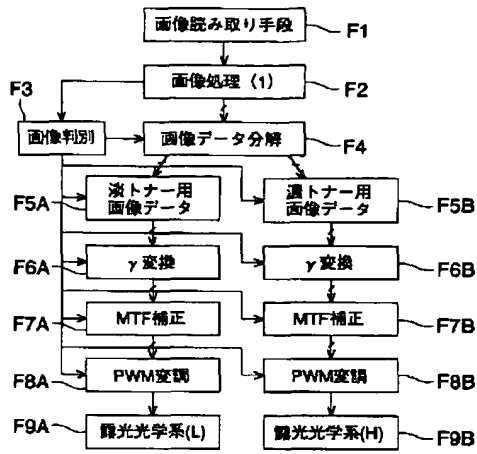 画像読み取り手段
F1
画像処理(1)
F2
F3
画像判別
画像データ分解
F4
淡トナー用
画像データ
F5A
濃トナー用
画像データ
F5B
γ変換
F6A
γ変換
F6B
MTF補正
F7A
MTF補正
F7B
PWM変調
F8A
PWM変調
F8B
露光光学系(L)
F9A
露光光学系(H)
F9B